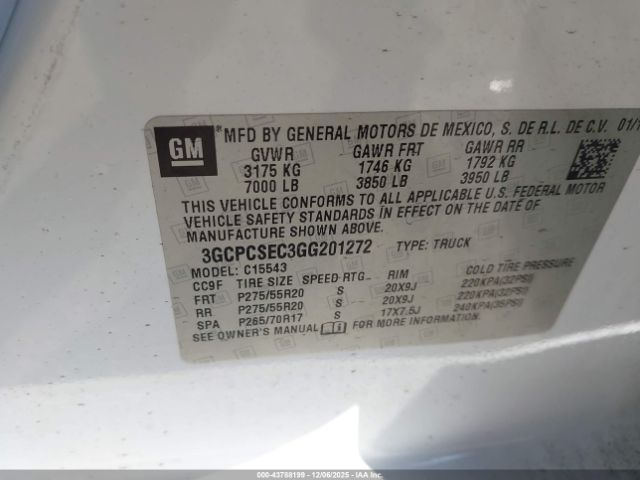 GM
MFD BY GENERAL MOTORS DE MEXICO, S. DE R.L. DE C.V. 01/
GVWR GAWR FRT GAWR RR
3175 KG 1746 KG 1792 KG
7000 LB 3850 LB 3950 LB
THIS VEHICLE CONFORMS TO ALL APPLICABLE U.S. FEDERAL MOTOR
VEHICLE SAFETY STANDARDS IN EFFECT ON THE DATE OF
MANUFACTURE SHOWN ABOVE.
3GCPCSEC3GG201272 TYPE: TRUCK
MODEL: C15543
CC9F TIRE SIZE SPEED RTG RIM COLD TIRE PRESSURE
FRT P275/55R20 S 20X9J 220KPA(32PSI)
RR P275/55R20 S 20X9J 220KPA(32PSI)
SPA P265/70R17 S 17X7.5J 240KPA(35PSI)
SEE OWNER'S MANUAL FOR MORE INFORMATION.
000-43788199 | 12/06/2025 - IAAI.com